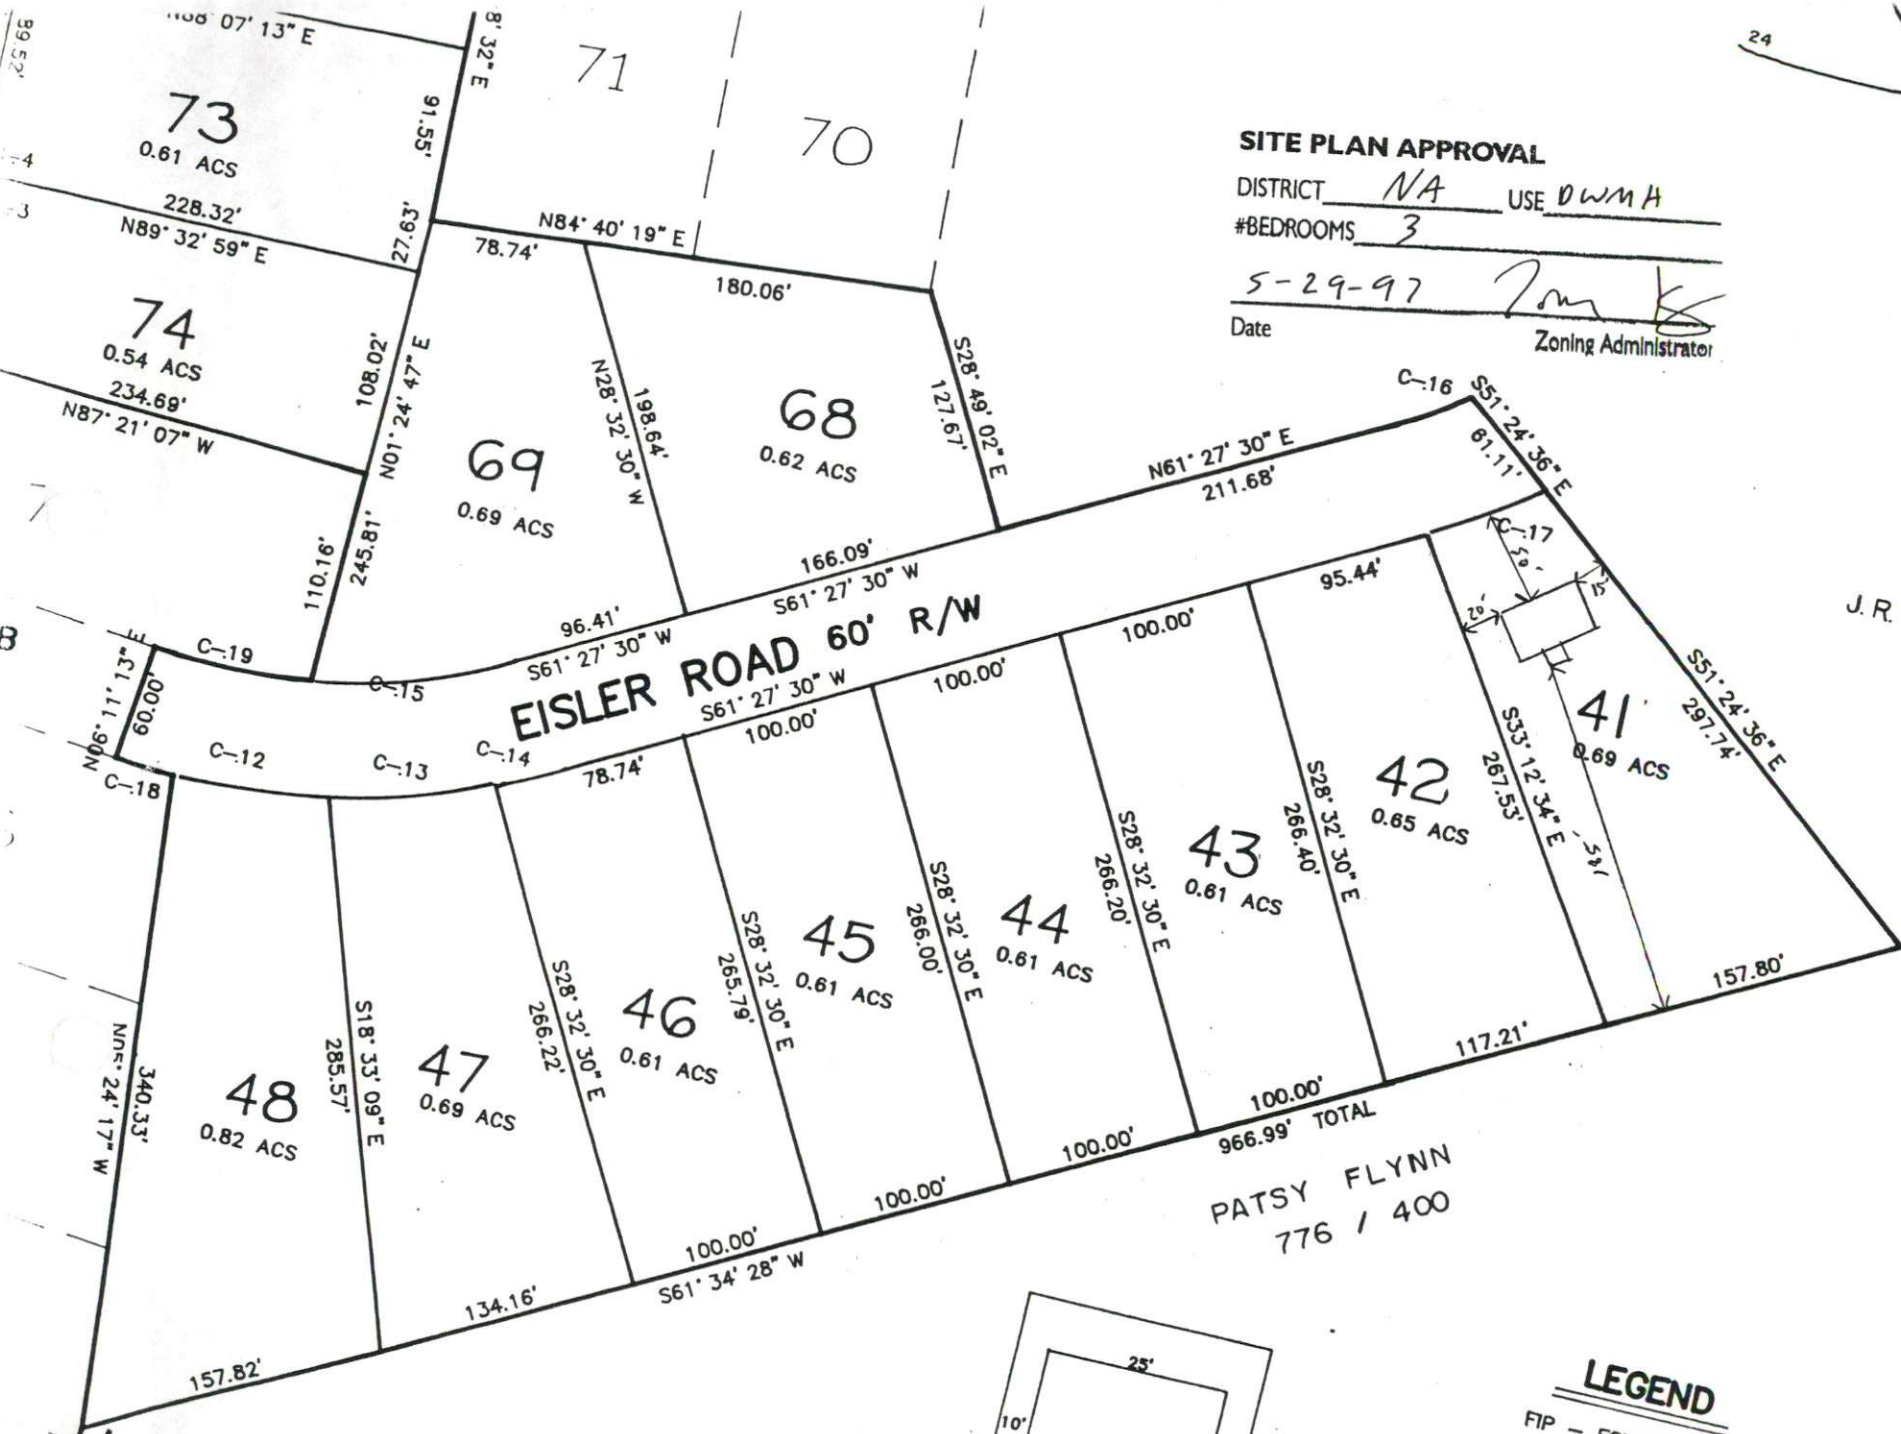 07' 13" E
8' 32" E
71
70
24
89.52'
73
0.61 ACS
91.55'
27.63'
228.32'
N89° 32' 59" E
N84° 40' 19" E
78.74'
180.06'
SITE PLAN APPROVAL
DISTRICT NA USE DWMH
#BEDROOMS 3
5-29-97
Date
Zoning Administrator
74
0.54 ACS
234.69'
N87° 21' 07" W
108.02'
N01° 24' 47" E
245.81'
110.16'
69
0.69 ACS
198.64'
N28° 32' 30" W
68
0.62 ACS
S28° 49' 02" E
127.67'
C-16
S51° 24' 36" E
61.11'
N61° 27' 30" E
211.68'
166.09'
S61° 27' 30" W
96.41'
S61° 27' 30" W
EISLER ROAD 60' R/W
S61° 27' 30" W
C-17
50'
20'
15'
J.R.
C-19
C-15
N06° 11' 13" E
60.00'
C-18
C-12
C-13
C-14
78.74'
100.00'
100.00'
100.00'
95.44'
41
0.69 ACS
S51° 24' 36" E
297.74'
S33° 12' 34" E
267.53'
185'
42
0.65 ACS
S28° 32' 30" E
266.40'
43
0.61 ACS
S28° 32' 30" E
266.20'
44
0.61 ACS
S28° 32' 30" E
266.00'
45
0.61 ACS
S28° 32' 30" E
265.79'
46
0.61 ACS
S28° 32' 30" E
266.22'
47
0.69 ACS
S18° 33' 09" E
285.57'
48
0.82 ACS
340.33'
N05° 24' 17" W
157.80'
117.21'
100.00'
966.99' TOTAL
100.00'
100.00'
100.00'
S61° 34' 28" W
134.16'
157.82'
PATSY FLYNN
776 / 400
25'
10'
LEGEND
FIP -